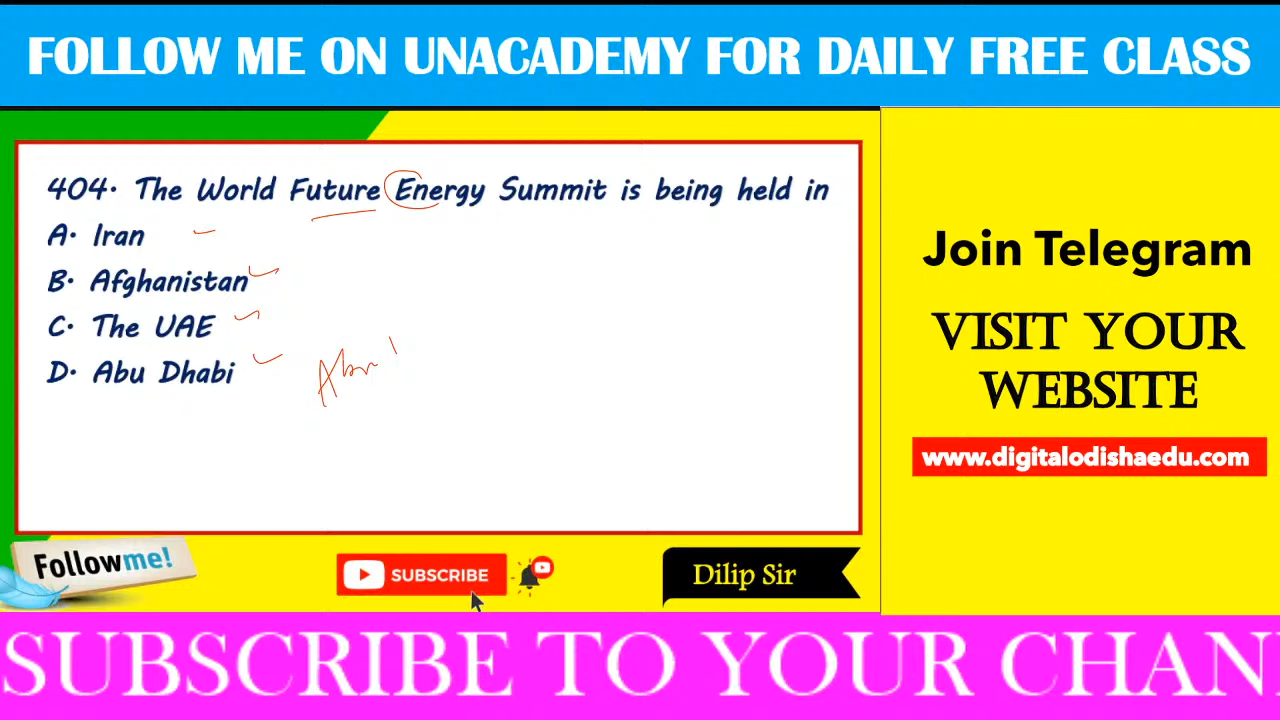 FOLLOW ME ON UNACADEMY FOR DAILY FREE CLASS
404. The World Future Energy Summit is being held in
A. Iran
B. Afghanistan
C. The UAE
D. Abu Dhabi
Abu
Join Telegram
VISIT YOUR
WEBSITE
www.digitalodishaedu.com
Followme!
SUBSCRIBE
Dilip Sir
SUBSCRIBE TO YOUR CHAN